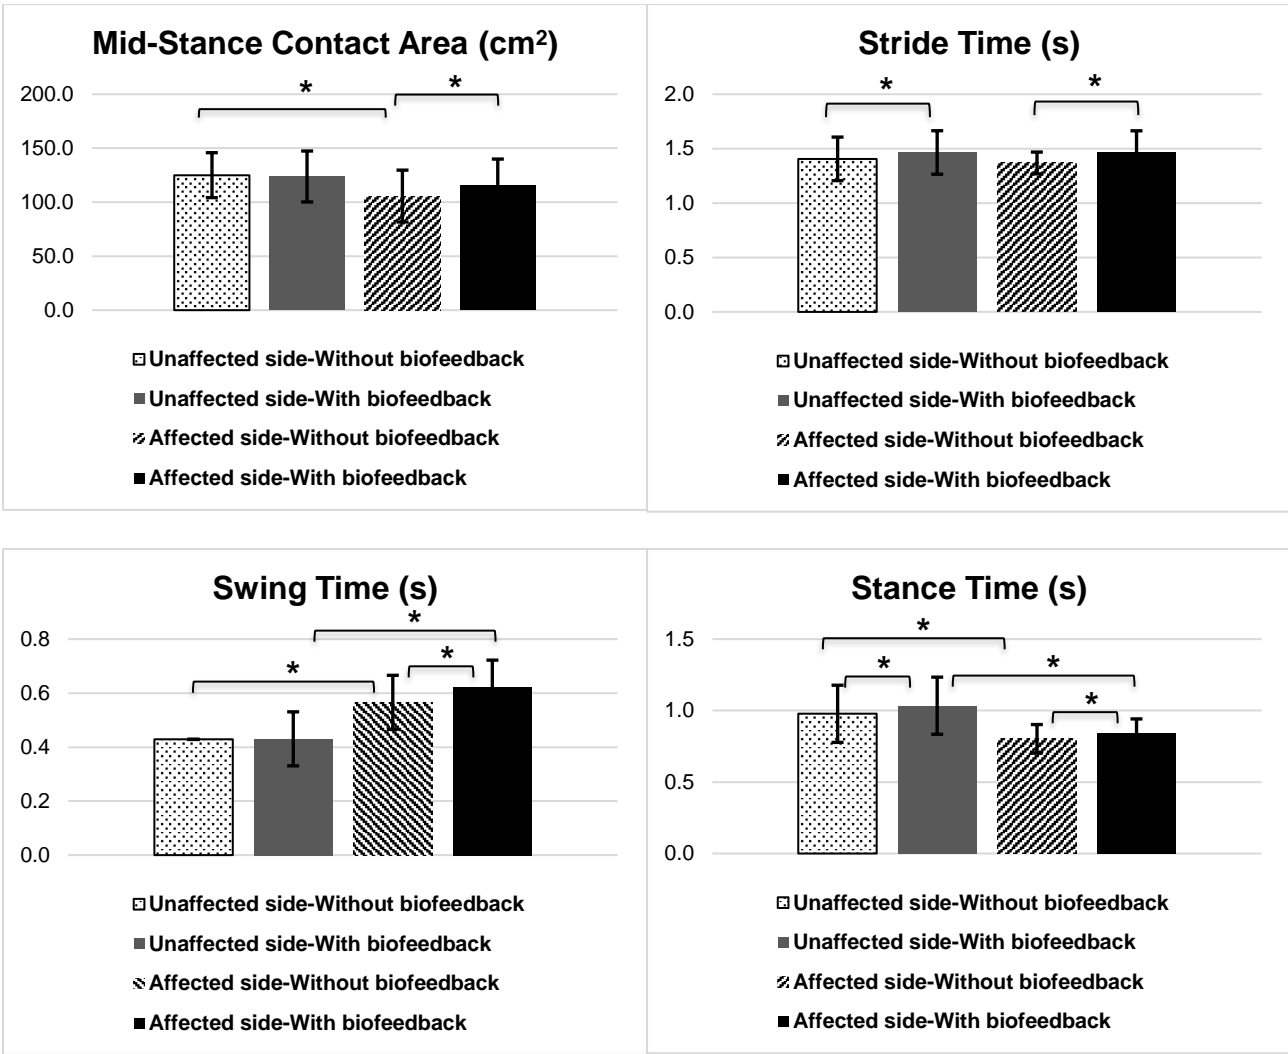 Mid-Stance Contact Area (cm²)
200.0
150.0
100.0
50.0
0.0
*
*
Unaffected side-Without biofeedback
Unaffected side-With biofeedback
Affected side-Without biofeedback
Affected side-With biofeedback
Stride Time (s)
2.0
1.5
1.0
0.5
0.0
*
*
Unaffected side-Without biofeedback
Unaffected side-With biofeedback
Affected side-Without biofeedback
Affected side-With biofeedback
Swing Time (s)
0.8
0.6
0.4
0.2
0.0
*
*
*
Unaffected side-Without biofeedback
Unaffected side-With biofeedback
Affected side-Without biofeedback
Affected side-With biofeedback
Stance Time (s)
1.5
1.0
0.5
0.0
*
*
*
*
Unaffected side-Without biofeedback
Unaffected side-With biofeedback
Affected side-Without biofeedback
Affected side-With biofeedback